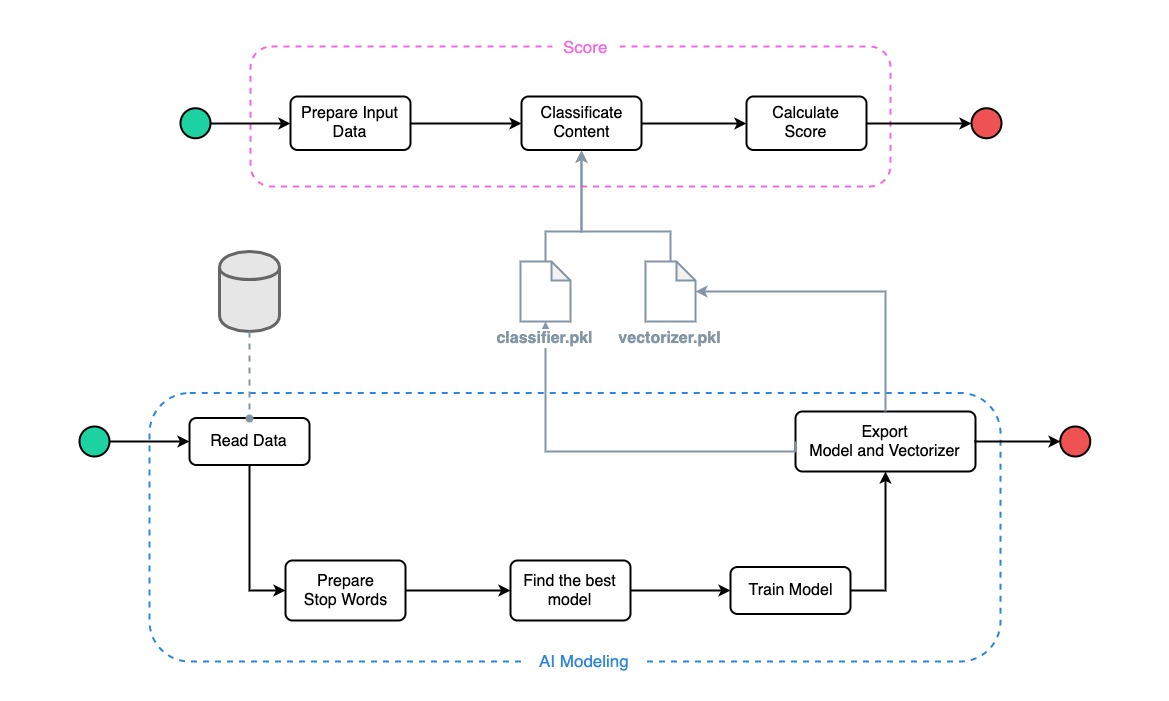 Score
Prepare Input
Data
Classificate
Content
Calculate
Score
classifier.pkl
vectorizer.pkl
Read Data
Export
Model and Vectorizer
Prepare
Stop Words
Find the best
model
Train Model
AI Modeling